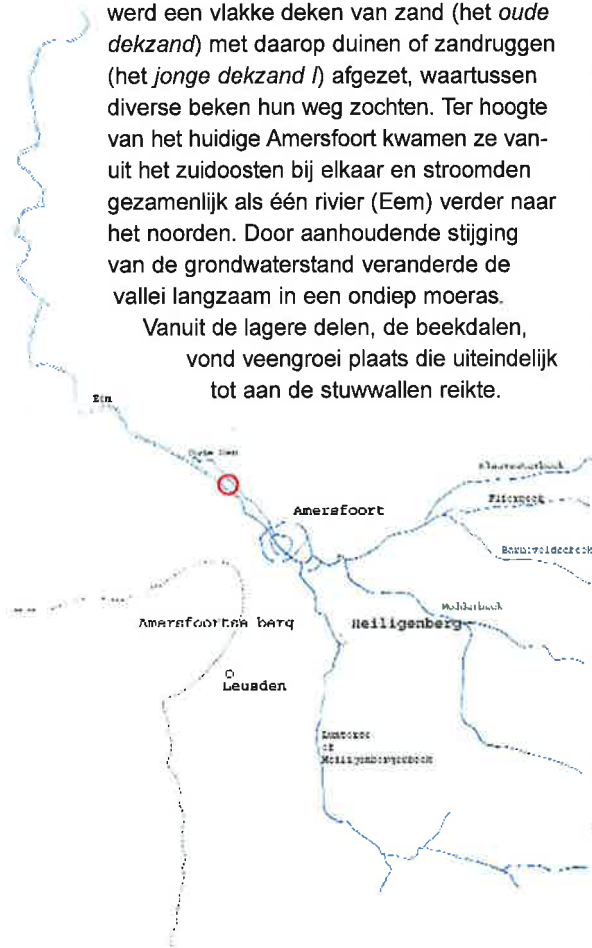 werd een vlakke deken van zand (het oude
dekzand) met daarop duinen of zandruggen
(het jonge dekzand I) afgezet, waartussen
diverse beken hun weg zochten. Ter hoogte
van het huidige Amersfoort kwamen ze van-
uit het zuidoosten bij elkaar en stroomden
gezamenlijk als één rivier (Eem) verder naar
het noorden. Door aanhoudende stijging
van de grondwaterstand veranderde de
vallei langzaam in een ondiep moeras.
Vanuit de lagere delen, de beekdalen,
vond veengroei plaats die uiteindelijk
tot aan de stuwwallen reikte.
Amersfoort
Barneveldsebeek
Modderbeek
Amersfoortse berg
Heiligenberg
Leusden
of
Heiligenbergerbeek